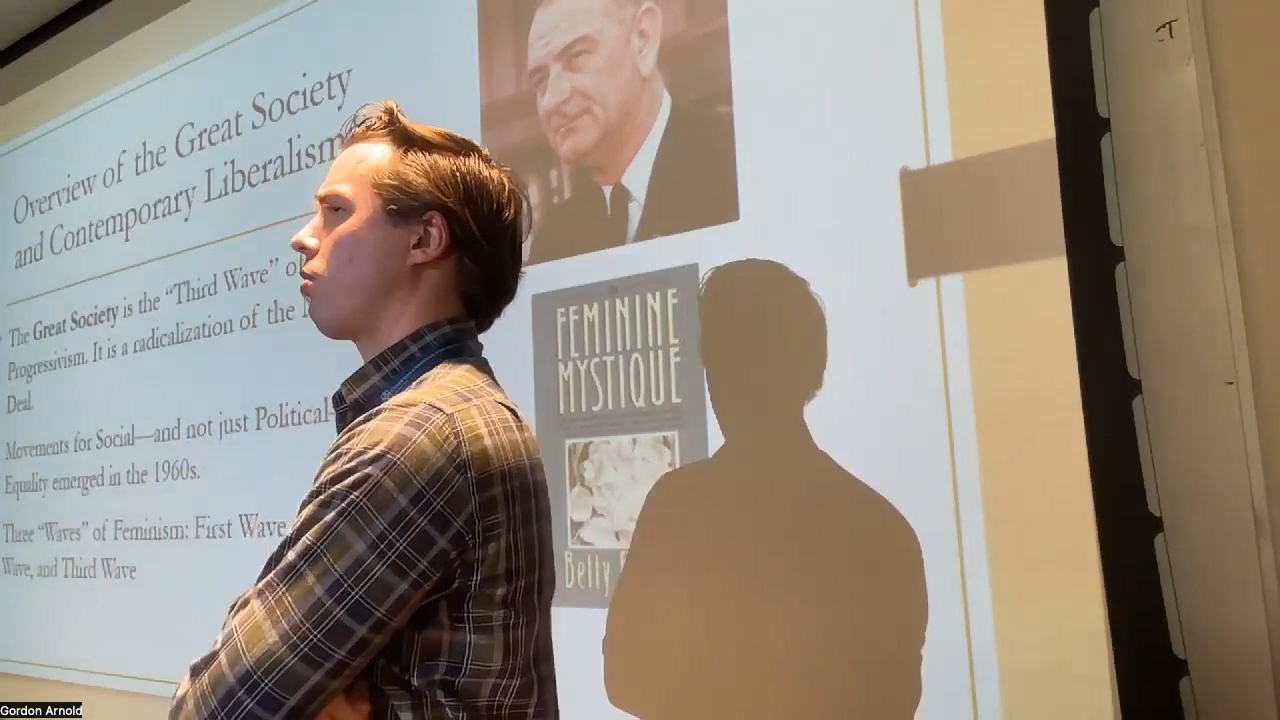 Overview of the Great Society
and Contemporary Liberalism
The Great Society is the “Third Wave” of
Progressivism. It is a radicalization of the
Deal.
Movements for Social—and not just Political—
Equality emerged in the 1960s.
Three “Waves” of Feminism: First Wave
Wave, and Third Wave
FEMININE
MYSTIQUE
Betty
CT
Gordon Arnold